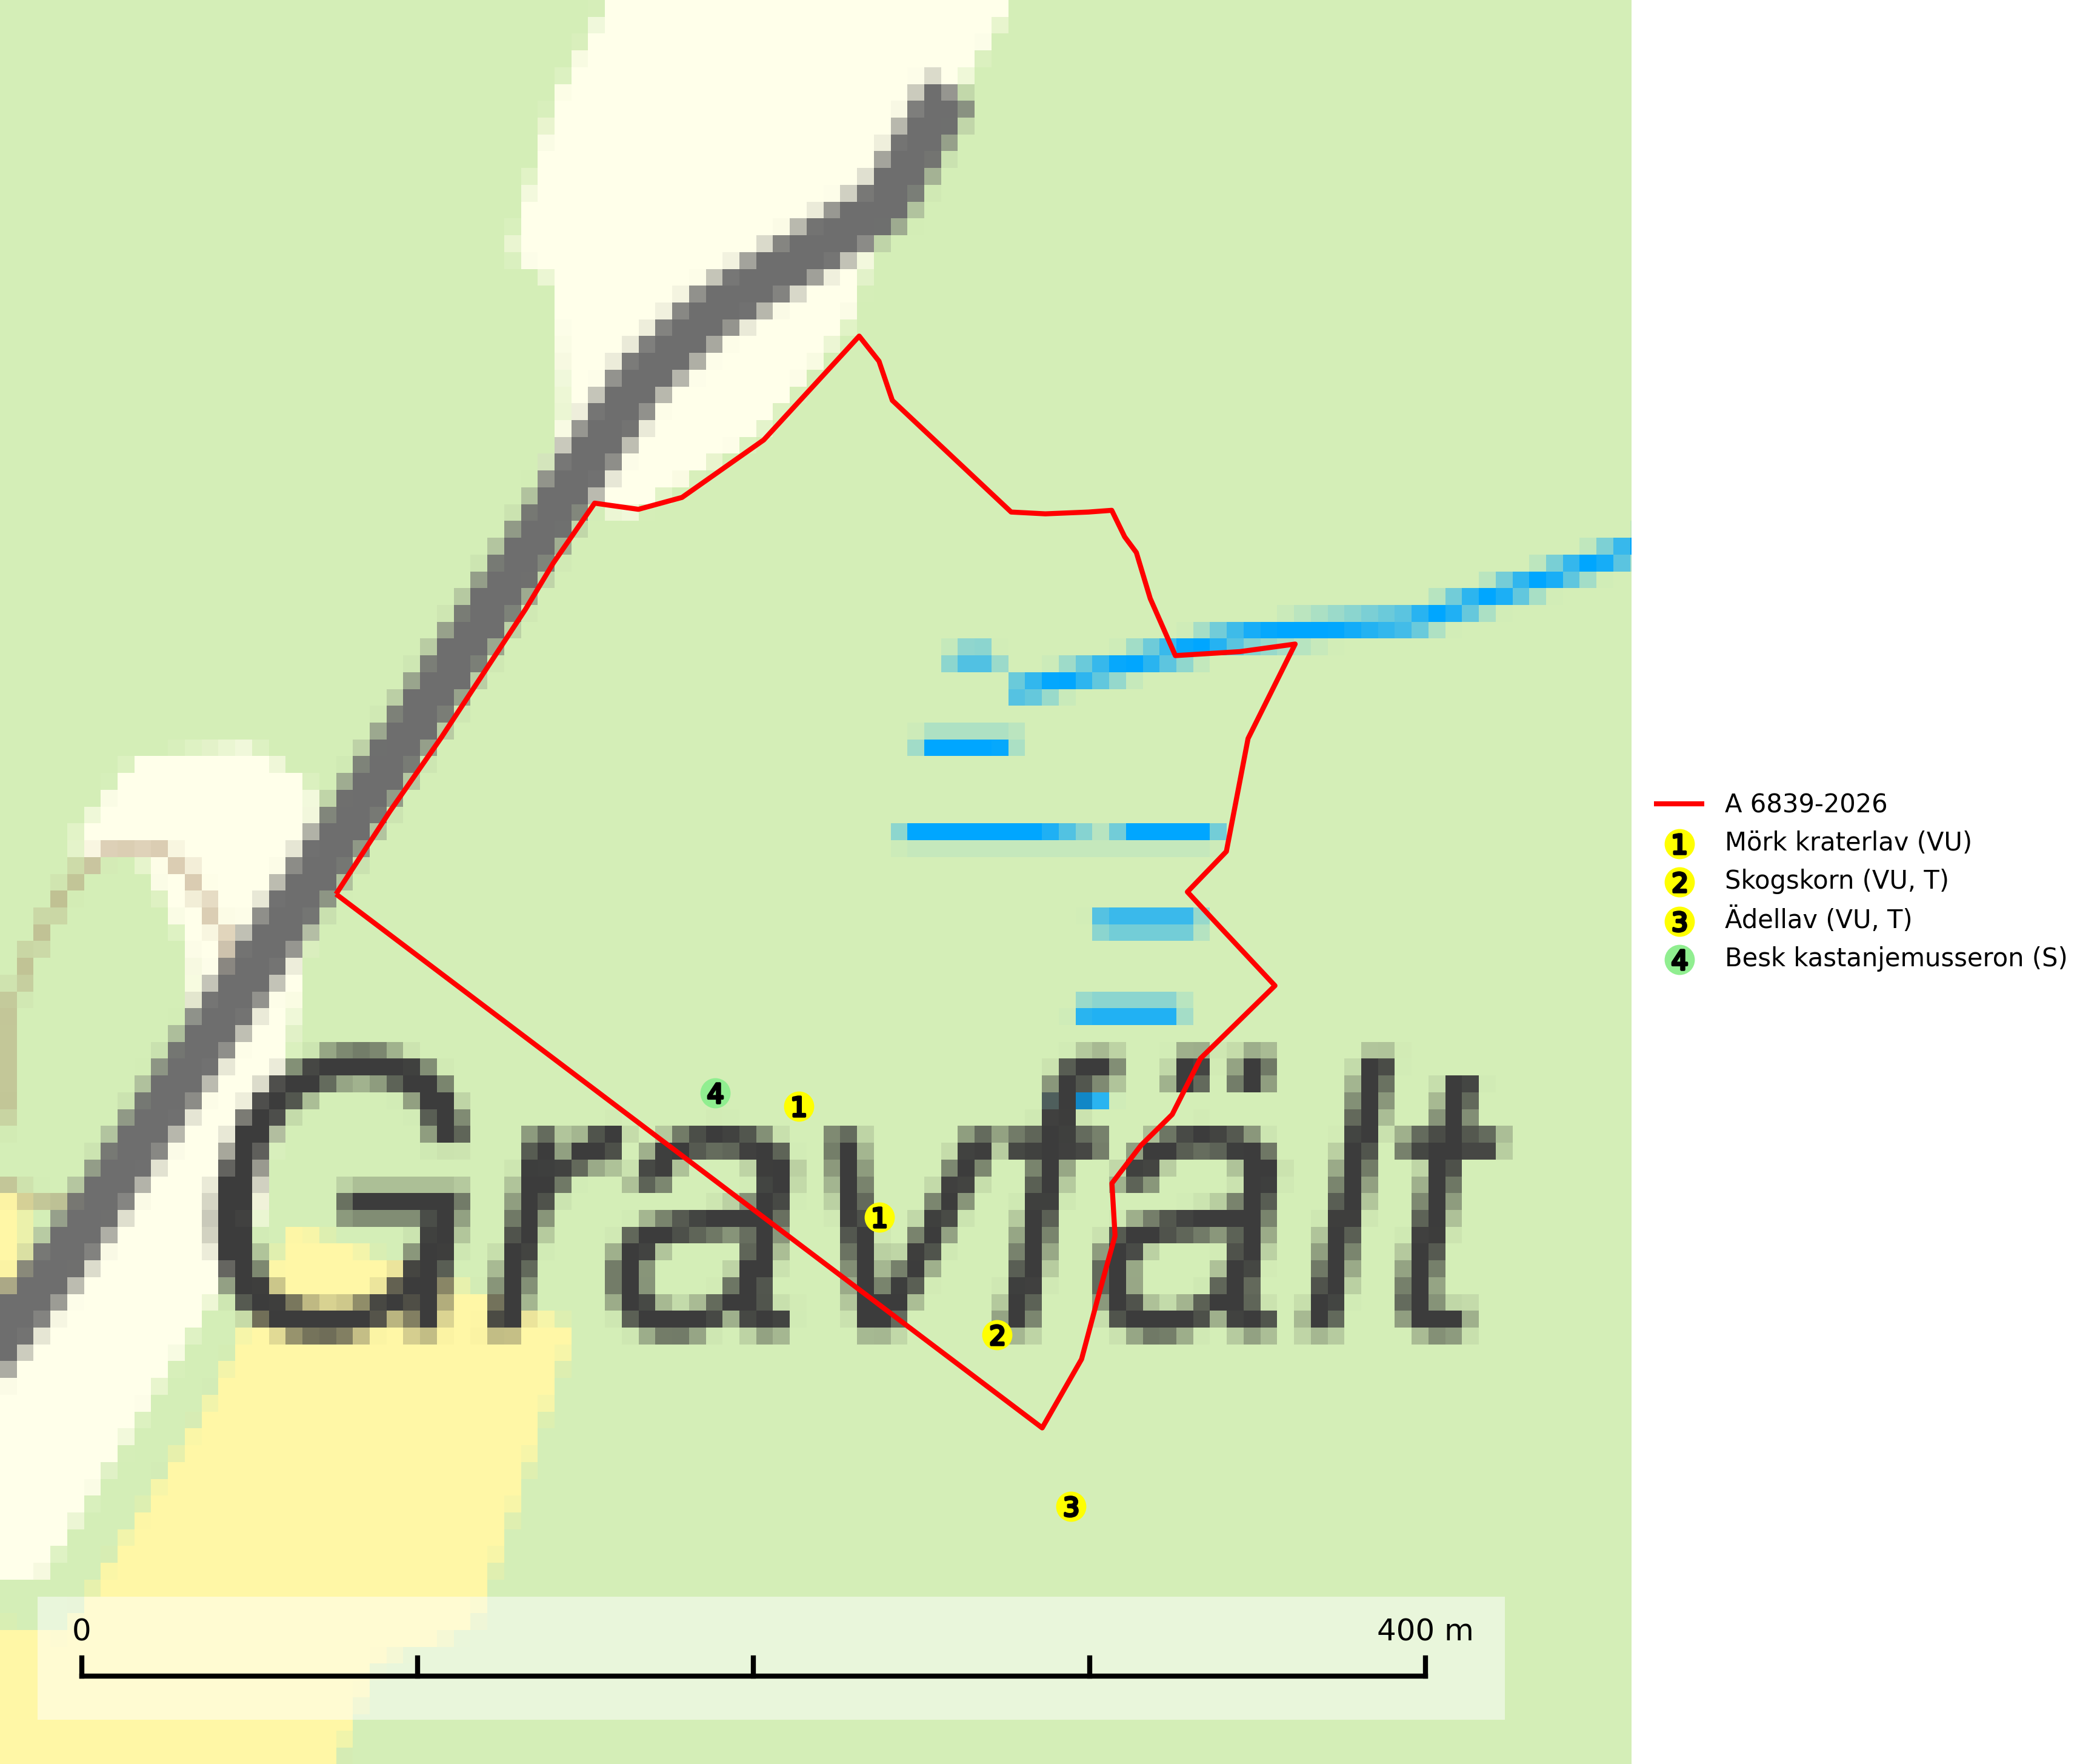 4
1
Gravfält
1
2
3
0 400 m
A 6839-2026
1 Mörk kraterlav (VU)
2 Skogskorn (VU, T)
3 Ädellav (VU, T)
4 Besk kastanjemusseron (S)